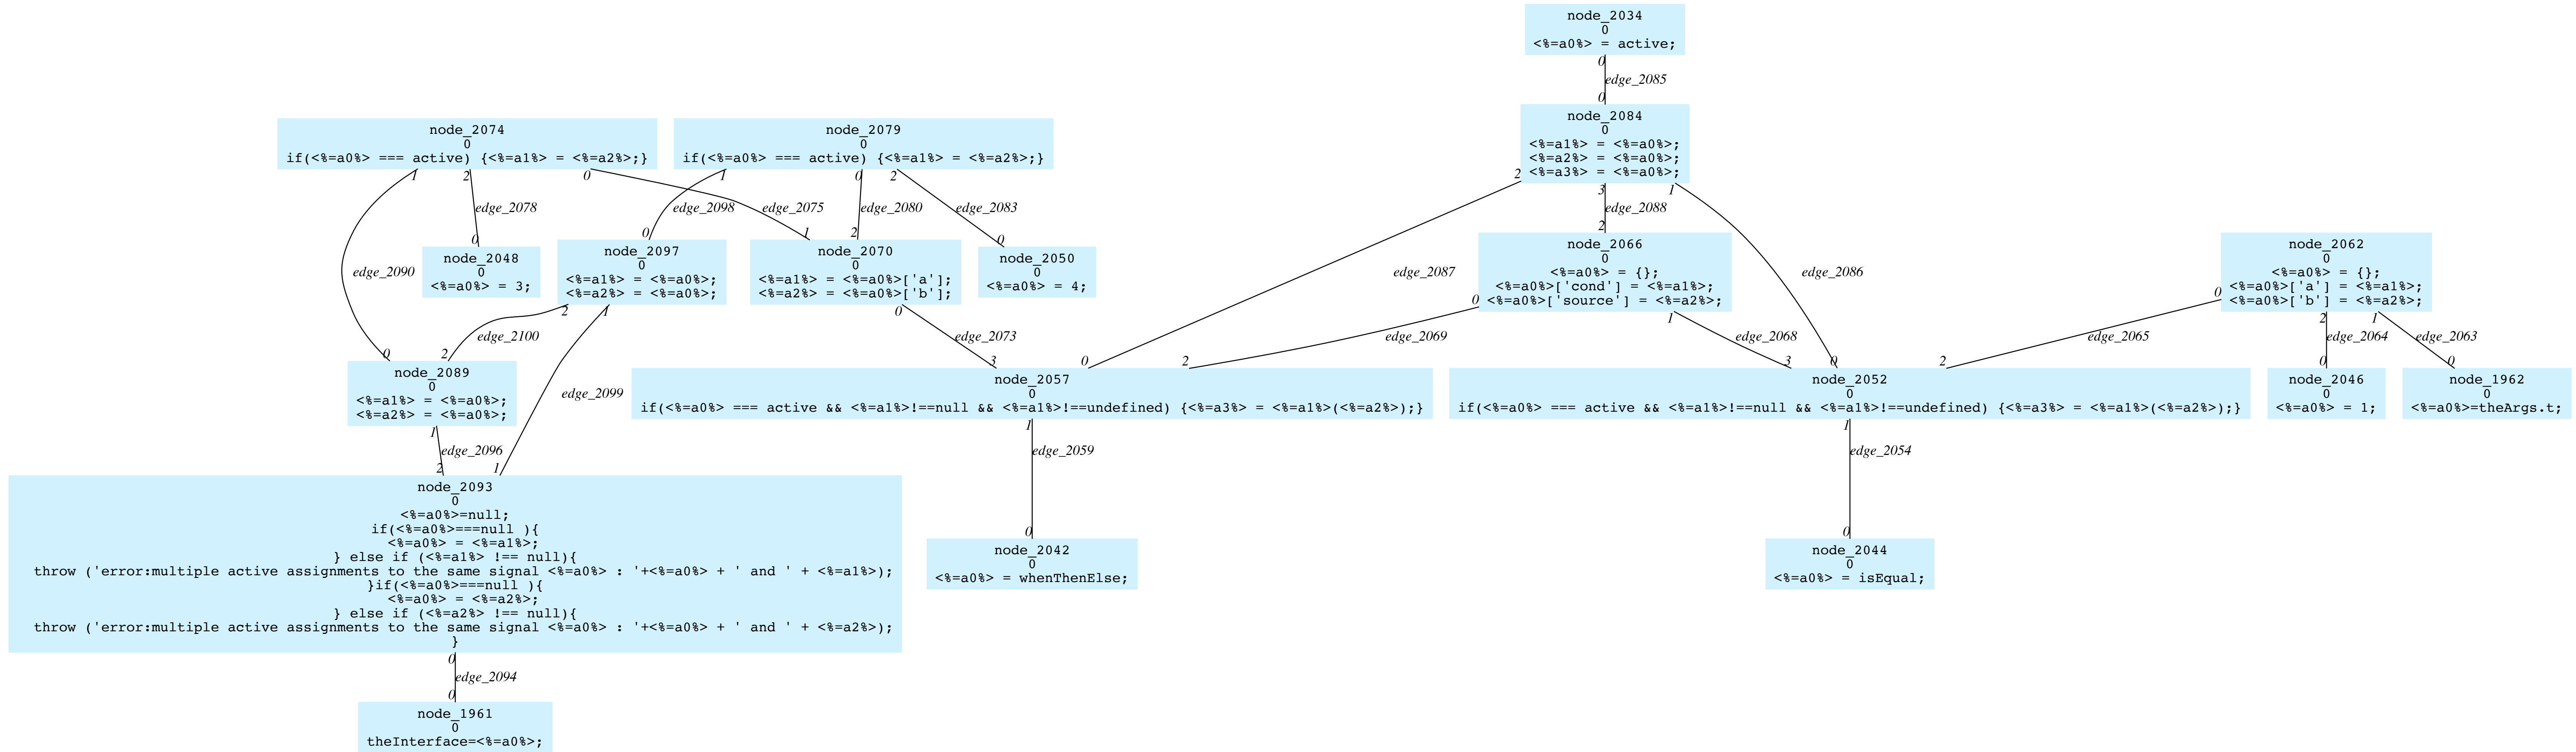 node_2034
0
<%=a0%> = active;
0
edge_2085
0
node_2084
0
<%=a1%> = <%=a0%>;
<%=a2%> = <%=a0%>;
<%=a3%> = <%=a0%>;
2
3
1
node_2074
0
if(<%=a0%> === active) {<%=a1%> = <%=a2%>;}
1
2
0
node_2079
0
if(<%=a0%> === active) {<%=a1%> = <%=a2%>;}
1
0
2
edge_2078
edge_2098
edge_2075
edge_2080
edge_2083
edge_2088
0
0
1
2
0
2
edge_2090
node_2048
0
<%=a0%> = 3;
node_2097
0
<%=a1%> = <%=a0%>;
<%=a2%> = <%=a0%>;
2
1
node_2070
0
<%=a1%> = <%=a0%>['a'];
<%=a2%> = <%=a0%>['b'];
0
node_2050
0
<%=a0%> = 4;
edge_2087
node_2066
0
<%=a0%> = {};
<%=a0%>['cond'] = <%=a1%>;
<%=a0%>['source'] = <%=a2%>;
0
1
edge_2086
node_2062
0
<%=a0%> = {};
<%=a0%>['a'] = <%=a1%>;
<%=a0%>['b'] = <%=a2%>;
0
2
1
edge_2100
edge_2073
edge_2069
edge_2068
edge_2065
edge_2064
edge_2063
0
2
3
0
2
3
0
2
0
0
node_2089
0
<%=a1%> = <%=a0%>;
<%=a2%> = <%=a0%>;
1
edge_2099
node_2057
0
if(<%=a0%> === active && <%=a1%>!==null && <%=a1%>!==undefined) {<%=a3%> = <%=a1%>(<%=a2%>);}
1
node_2052
0
if(<%=a0%> === active && <%=a1%>!==null && <%=a1%>!==undefined) {<%=a3%> = <%=a1%>(<%=a2%>);}
1
node_2046
0
<%=a0%> = 1;
node_1962
0
<%=a0%>=theArgs.t;
edge_2096
edge_2059
edge_2054
2
1
0
0
node_2093
0
<%=a0%>=null;
if(<%=a0%>===null ){
<%=a0%> = <%=a1%>;
} else if (<%=a1%> !== null){
throw ('error:multiple active assignments to the same signal <%=a0%> : '+<%=a0%> + ' and ' + <%=a1%>);
}if(<%=a0%>===null ){
<%=a0%> = <%=a2%>;
} else if (<%=a2%> !== null){
throw ('error:multiple active assignments to the same signal <%=a0%> : '+<%=a0%> + ' and ' + <%=a2%>);
}
0
node_2042
0
<%=a0%> = whenThenElse;
node_2044
0
<%=a0%> = isEqual;
edge_2094
0
node_1961
0
theInterface=<%=a0%>;